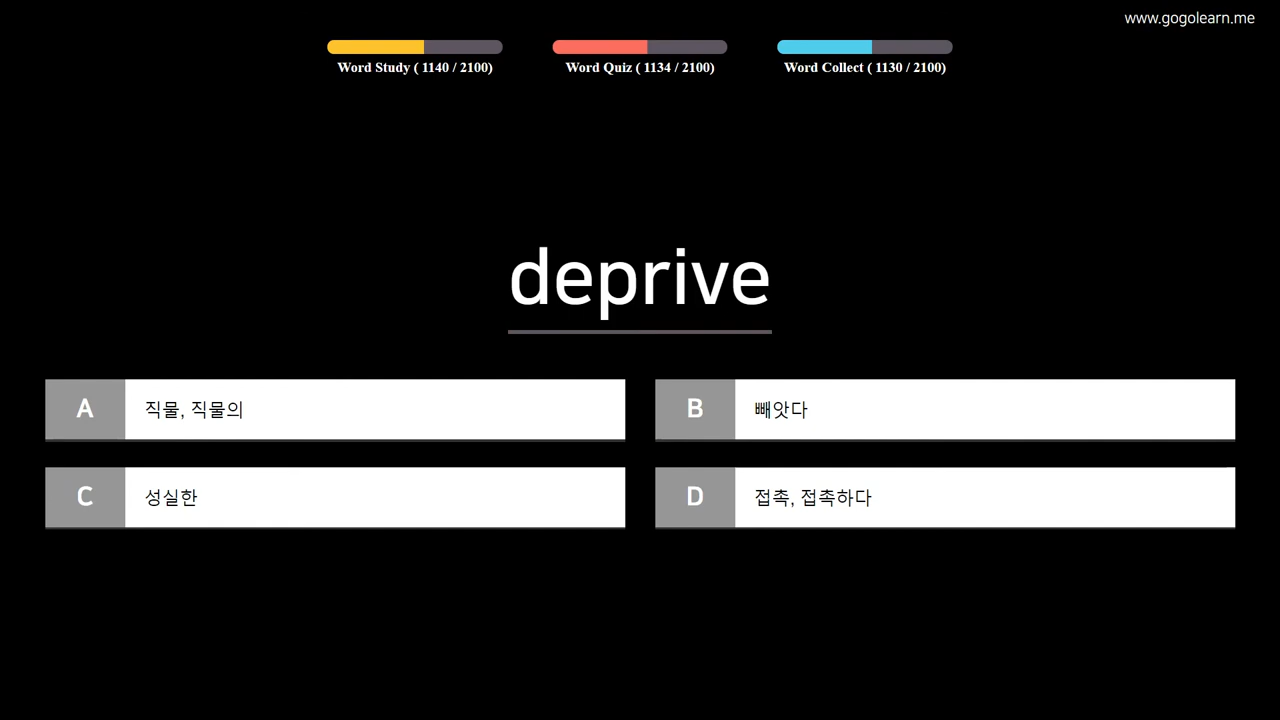 www.gogolearn.me
Word Study ( 1140 / 2100)
Word Quiz ( 1134 / 2100)
Word Collect ( 1130 / 2100)
deprive
A 직물, 직물의
B 빼앗다
C 성실한
D 접촉, 접촉하다